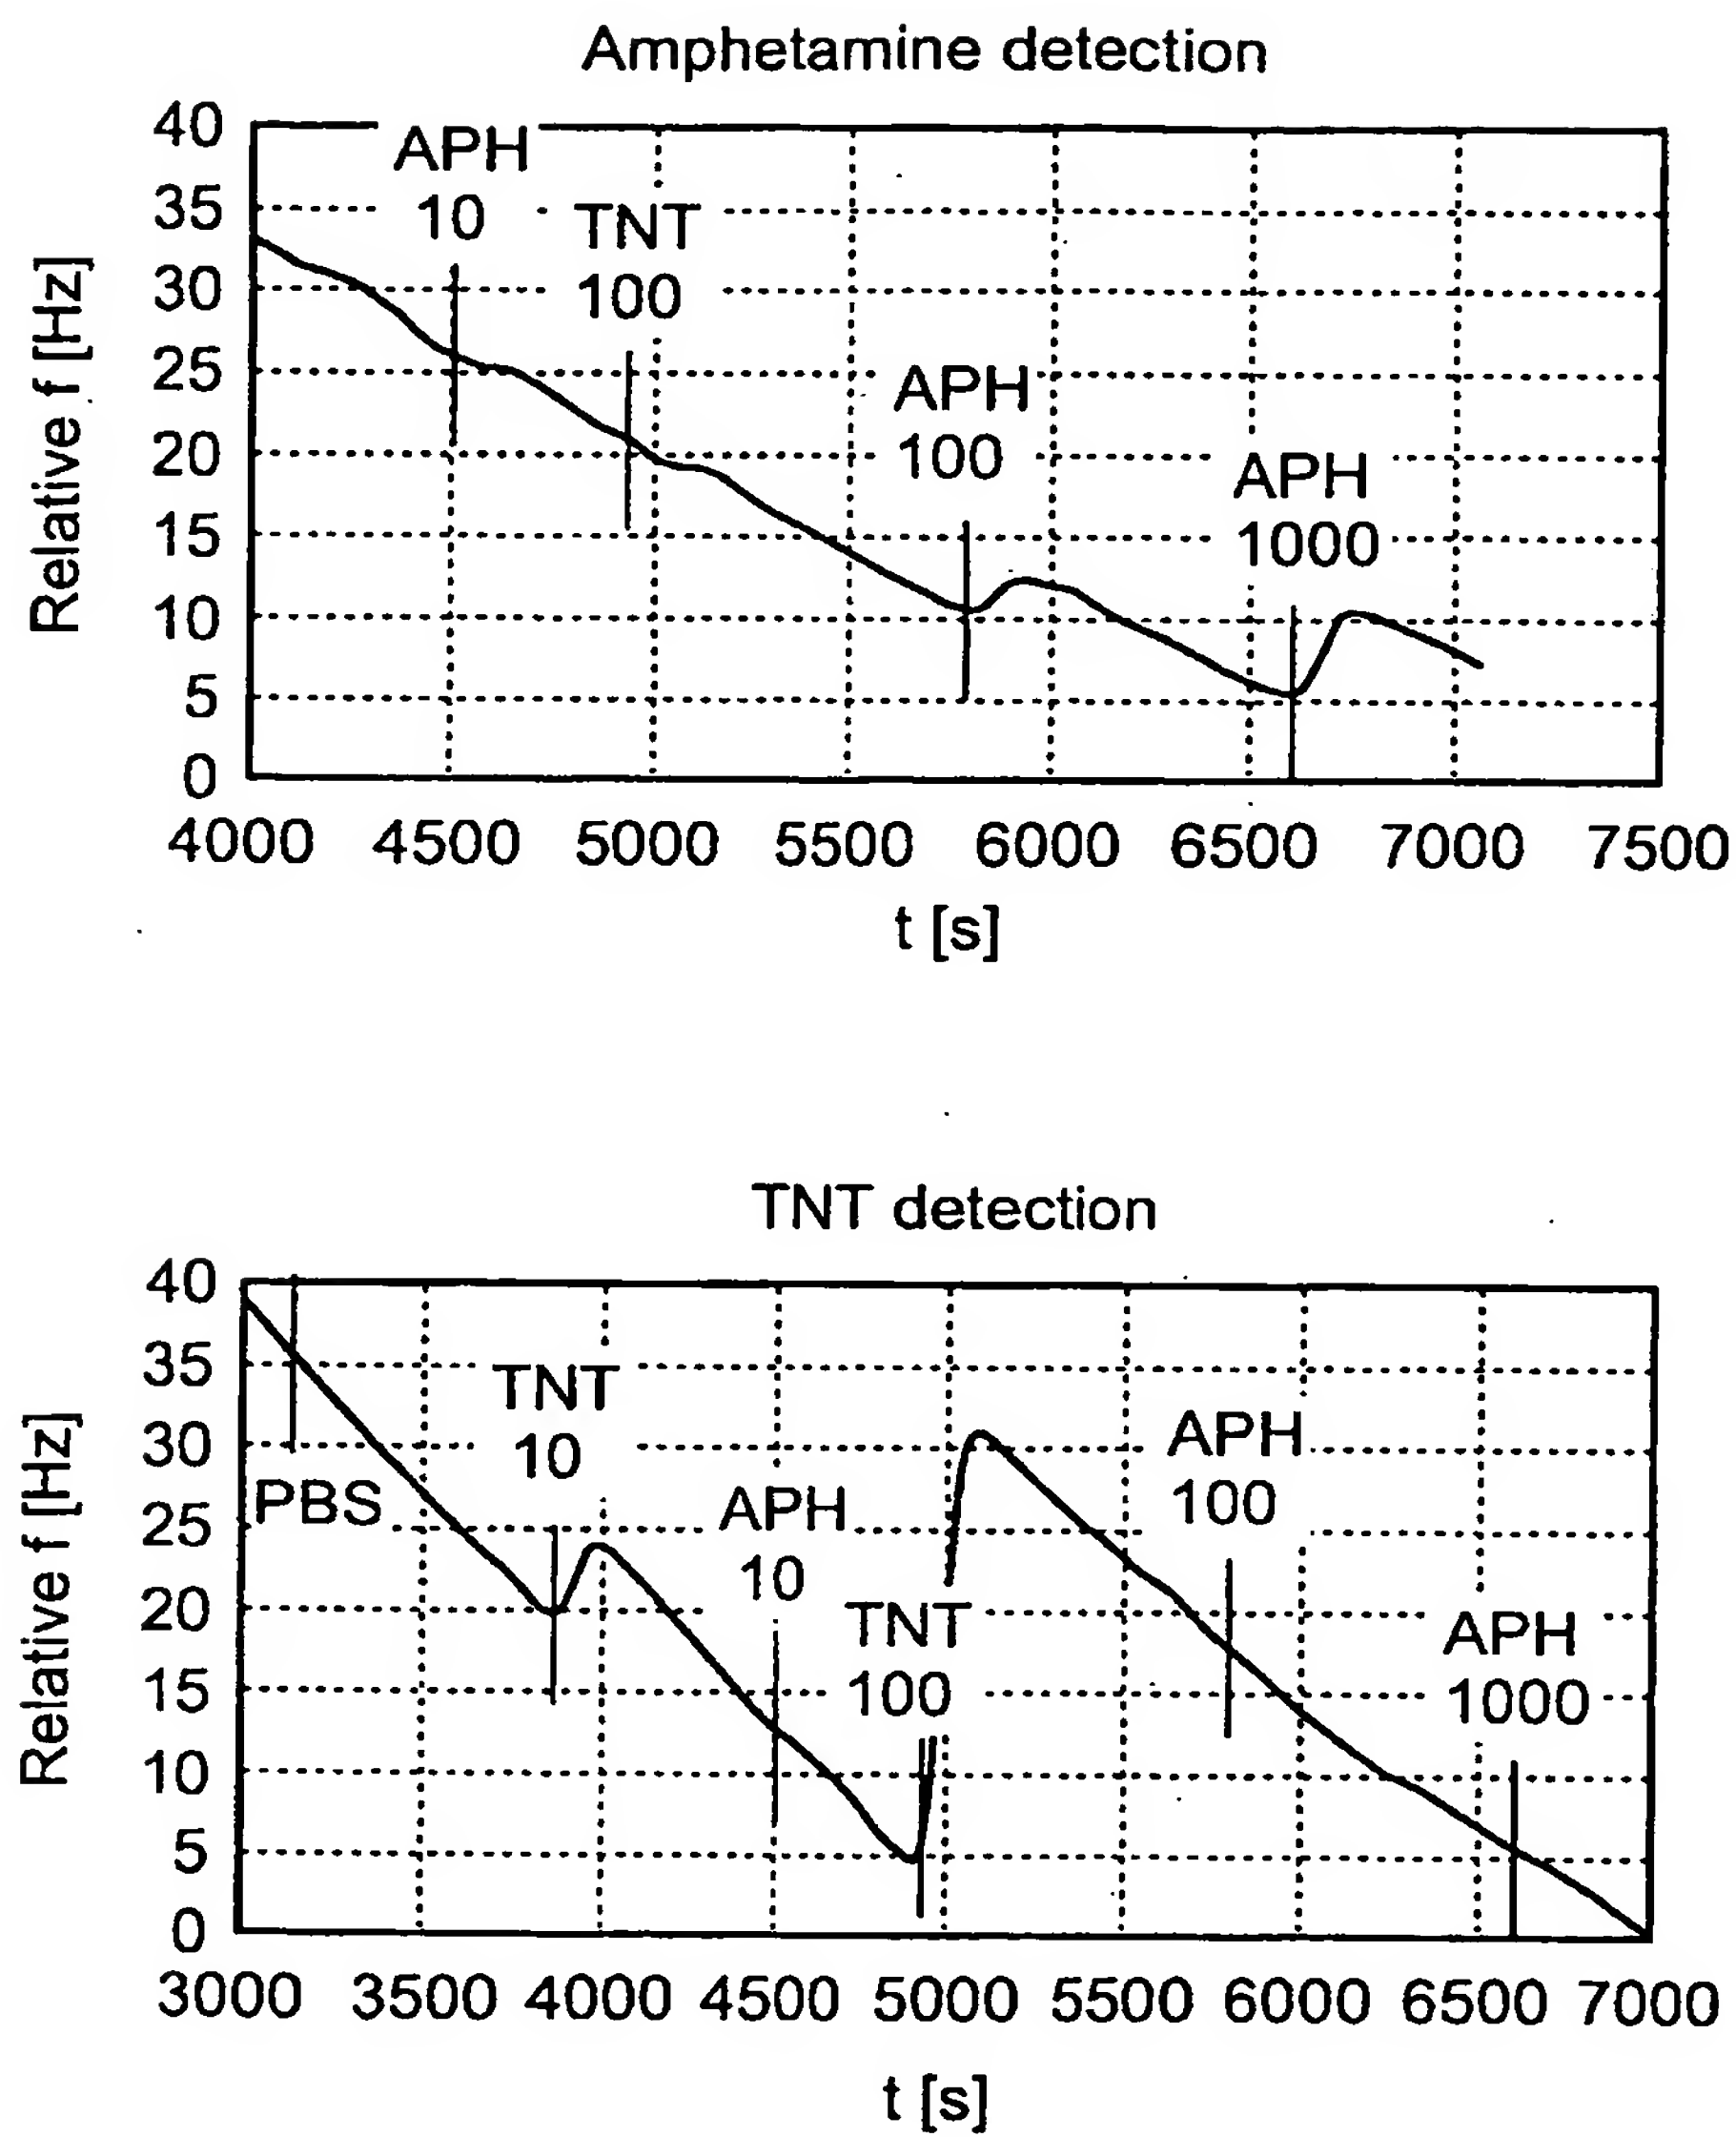 Amphetamine detection
Relative f [Hz]
40
35
30
25
20
15
10
5
0
APH
10
TNT
100
APH
100
APH
1000
4000 4500 5000 5500 6000 6500 7000 7500
t [s]
TNT detection
Relative f [Hz]
40
35
30
25
20
15
10
5
0
PBS
TNT
10
APH
10
TNT
100
APH
100
APH
1000
3000 3500 4000 4500 5000 5500 6000 6500 7000
t [s]